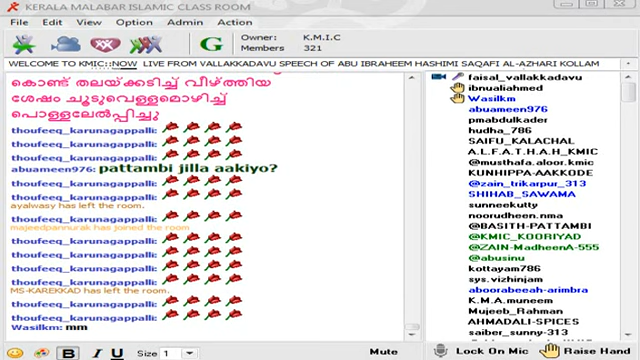 KERALA MALABAR ISLAMIC CLASS ROOM
File Edit View Option Admin Action
G Owner: K.M.I.C
Members 321
WELCOME TO KMIC::NOW LIVE FROM VALLAKKADAVU SPEECH OF ABU IBRAHEEM HASHIMI SAQAFI AL-AZHARI KOLLAM
കൊണ്ട് തലയ്ക്കടിച്ച് വീഴ്ത്തിയ
ശേഷം ചൂടുവെള്ളമൊഴിച്ച്
പൊള്ളലേല്‍പ്പിച്ചു
thoufeeq_karunagappalli:
thoufeeq_karunagappalli:
thoufeeq_karunagappalli:
abuameen976: pattambi jilla aakiyo?
thoufeeq_karunagappalli:
thoufeeq_karunagappalli:
ayalwasy has left the room.
thoufeeq_karunagappalli:
majeedpannurak has joined the room
thoufeeq_karunagappalli:
thoufeeq_karunagappalli:
thoufeeq_karunagappalli:
thoufeeq_karunagappalli:
MS-KAREKKAD has left the room.
thoufeeq_karunagappalli:
thoufeeq_karunagappalli:
Wasilkm: mm
faisal_vallakkadavu
ibnualiahmed
Wasilkm
abuameen976
pmabdulkader
hudha_786
SAIFU_KALACHAL
A.L.F.A.T.H.A.H_KMIC
@musthafa.aloor.kmic
KUNHIPPA-AAKKODE
@zain_trikarpur_313
SHIHAB_SAWAMA
sunneekutty
noorudheen.nma
@BASITH-PATTAMBI
@KMIC_KOORIYAD
@ZAIN-MadheenA-555
@abusinu
kottayam786
sys.vizhinjam
aboorabeeah-arimbra
K.M.A.muneem
Mujeeb_Rahman
AHMADALI-SPICES
saiber_sunny-313
B U Size 1 Mute Lock On Mic Raise Hand